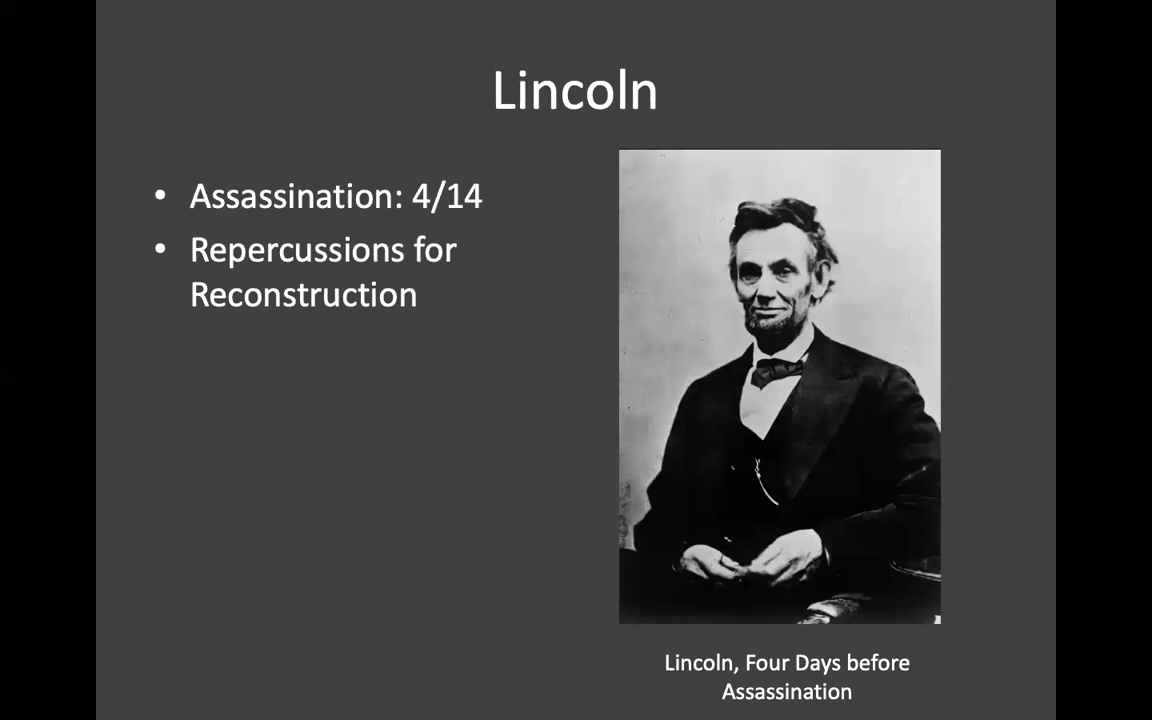 Lincoln
• Assassination: 4/14
• Repercussions for
Reconstruction
Lincoln, Four Days before
Assassination